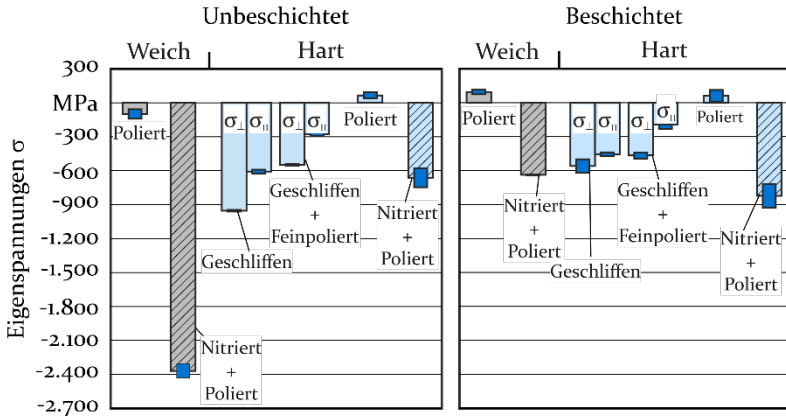 Unbeschichtet
Beschichtet
Weich
Hart
Weich
Hart
Eigenspannungen σ
300
MPa
-300
-600
-900
-1.200
-1.500
-1.800
-2.100
-2.400
-2.700
Poliert
Nitriert
+
Poliert
σ⊥
σ॥
σ⊥
σ॥
Geschliffen
Geschliffen
+
Feinpoliert
Poliert
Nitriert
+
Poliert
Poliert
Nitriert
+
Poliert
σ⊥
σ॥
σ⊥
σ॥
Geschliffen
Geschliffen
+
Feinpoliert
Poliert
Nitriert
+
Poliert